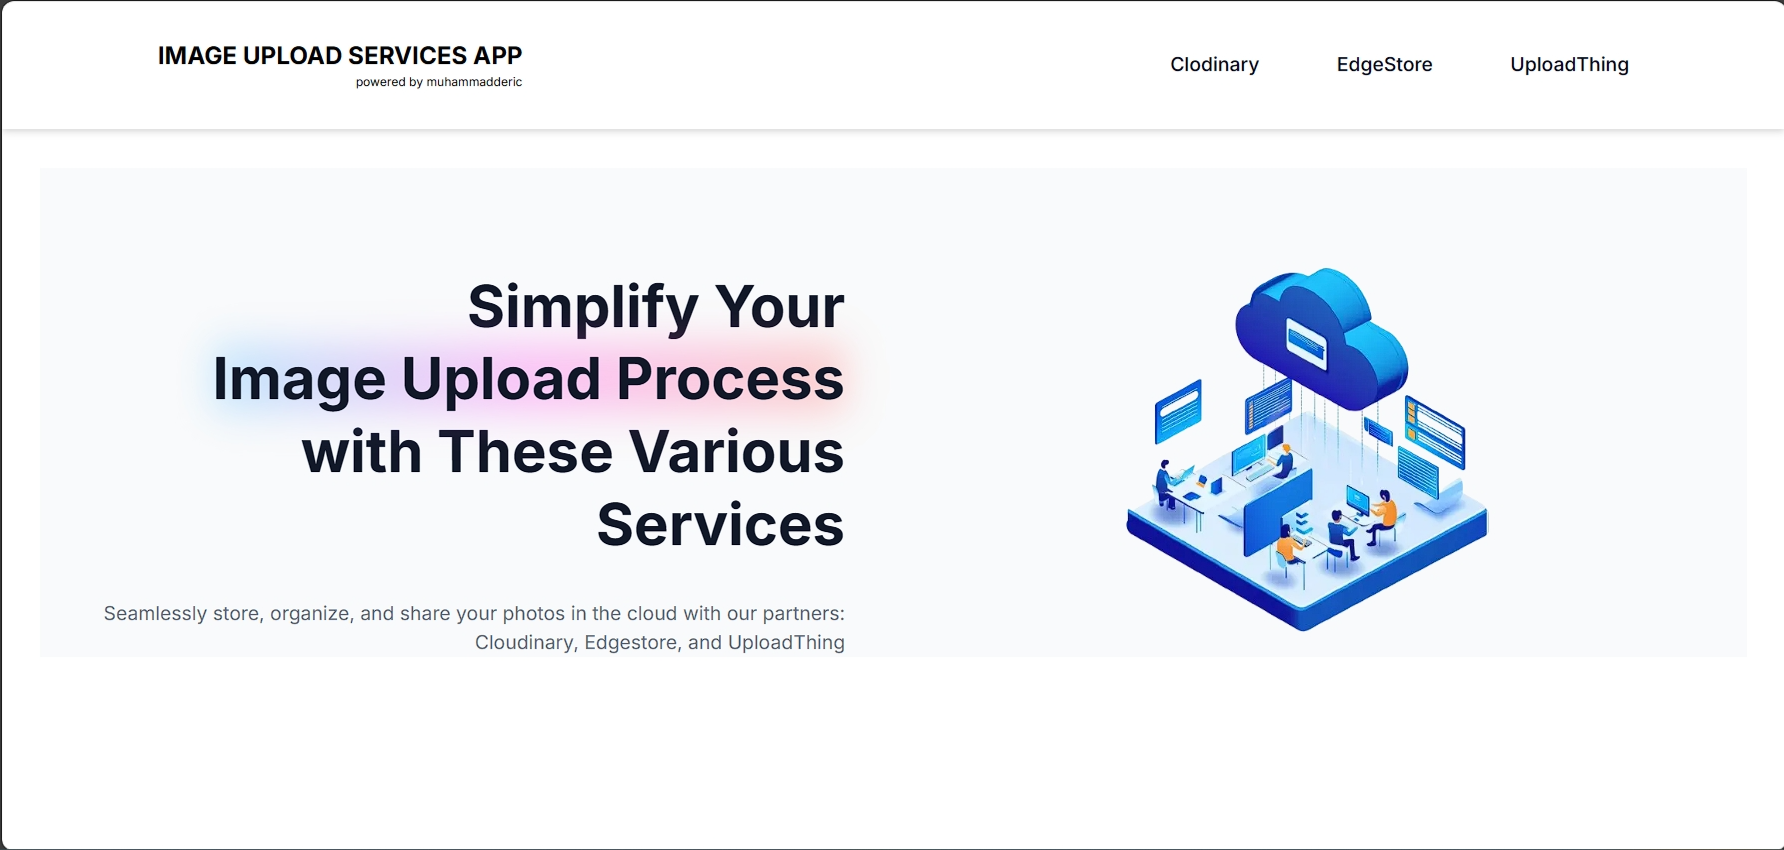 IMAGE UPLOAD SERVICES APP
powered by muhammadderic
Clodinary
EdgeStore
UploadThing
Simplify Your
Image Upload Process
with These Various
Services
Seamlessly store, organize, and share your photos in the cloud with our partners:
Cloudinary, Edgestore, and UploadThing